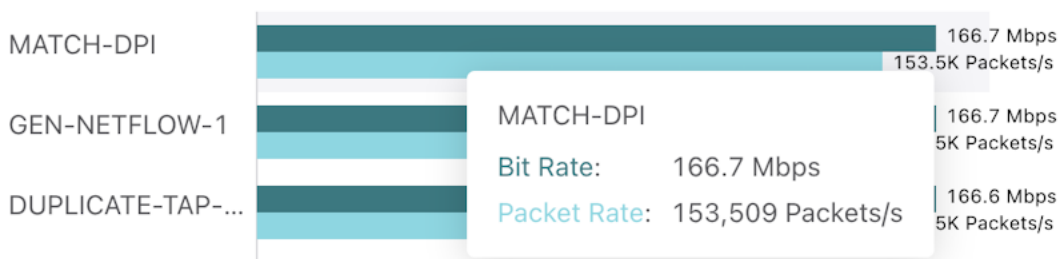 MATCH-DPI
166.7 Mbps
153.5K Packets/s
GEN-NETFLOW-1
166.7 Mbps
5K Packets/s
DUPLICATE-TAP-...
166.6 Mbps
5K Packets/s
MATCH-DPI
Bit Rate: 166.7 Mbps
Packet Rate: 153,509 Packets/s